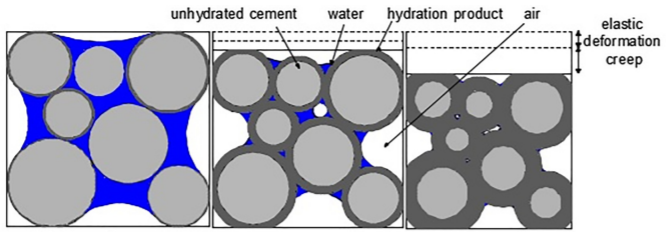 unhydrated cement water hydration product air
elastic
deformation
creep